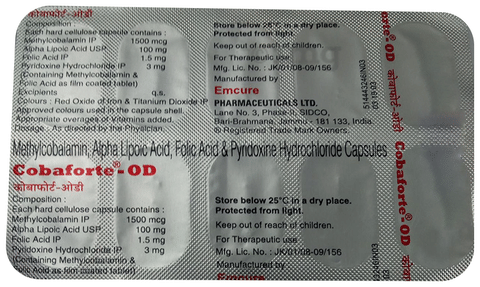 कोबाफोर्ट-ओडी
Composition :
Each hard cellulose capsule contains :
Methylcobalamin IP 1500 mcg
Alpha Lipoic Acid USP 100 mg
Folic Acid IP 1.5 mg
Pyridoxine Hydrochloride IP 3 mg
(Containing Methylcobalamin &
Folic Acid as film coated tablet)
Excipients q.s.
Colours : Red Oxide of Iron & Titanium Dioxide IP
Approved colours used in the capsule shell.
Appropriate overages of Vitamins added.
Dosage : As directed by the Physician.
Store below 25°C in a dry place.
Protected from light.
Keep out of reach of children.
For Therapeutic use
Mfg. Lic. No. : JK/01/08-09/156
Manufactured by
Emcure
PHARMACEUTICALS LTD.
Lane No. 3, Phase II, SIDCO,
Bari-Brahmana, Jammu - 181 133, India.
® Registered Trade Mark Owners.
Methylcobalamin, Alpha Lipoic Acid, Folic Acid & Pyridoxine Hydrochloride Capsules
Cobaforte®-OD
कोबाफोर्ट-ओडी
Composition :
Each hard cellulose capsule contains :
Methylcobalamin IP 1500 mcg
Alpha Lipoic Acid USP 100 mg
Folic Acid IP 1.5 mg
Pyridoxine Hydrochloride IP 3 mg
(Containing Methylcobalamin &
Folic Acid as film coated tablet)
Store below 25°C in a dry place.
Protected from light.
Keep out of reach of children.
For Therapeutic use
Mfg. Lic. No. : JK/01/08-09/156
Manufactured by
Emcure
orte®-OD
कोबाफोर्ट-ओडी
Cobaforte®-OD